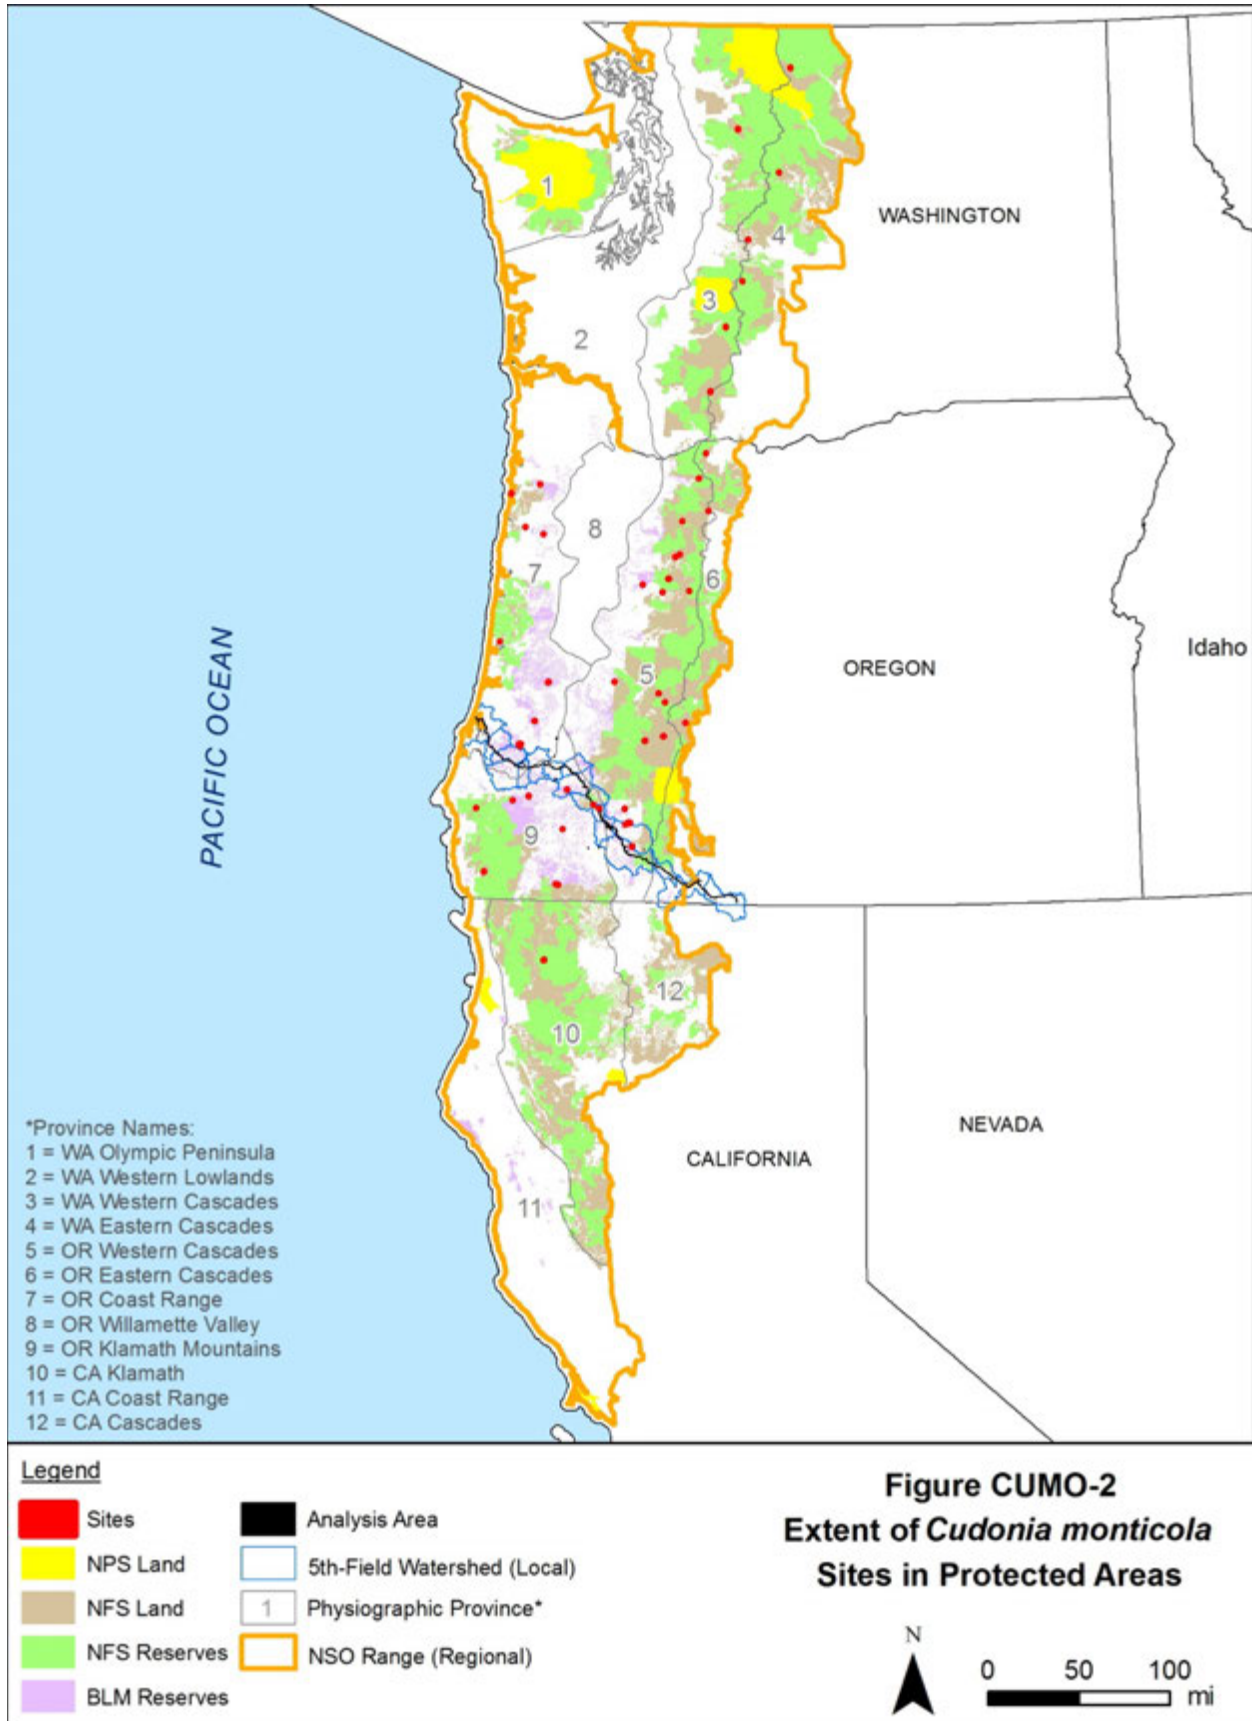 1
WASHINGTON
4
3
2
8
7
6
Idaho
5
OREGON
PACIFIC OCEAN
9
12
10
NEVADA
CALIFORNIA
11
*Province Names:
1 = WA Olympic Peninsula
2 = WA Western Lowlands
3 = WA Western Cascades
4 = WA Eastern Cascades
5 = OR Western Cascades
6 = OR Eastern Cascades
7 = OR Coast Range
8 = OR Willamette Valley
9 = OR Klamath Mountains
10 = CA Klamath
11 = CA Coast Range
12 = CA Cascades
Legend
Sites
NPS Land
NFS Land
NFS Reserves
BLM Reserves
Analysis Area
5th-Field Watershed (Local)
1 Physiographic Province*
NSO Range (Regional)
Figure CUMO-2
Extent of Cudonia monticola
Sites in Protected Areas
N
0 50 100
mi